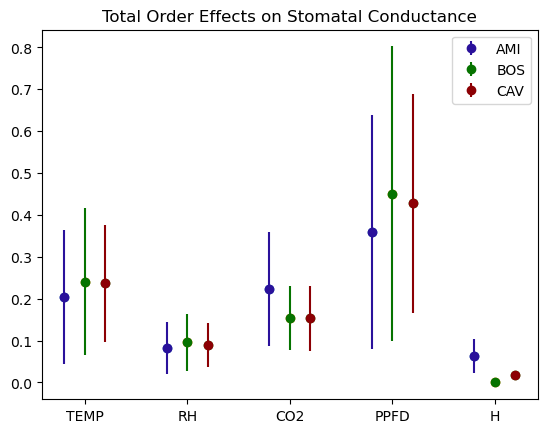 Total Order Effects on Stomatal Conductance
0.8
0.7
0.6
0.5
0.4
0.3
0.2
0.1
0.0
AMI
BOS
CAV
TEMP RH CO2 PPFD H